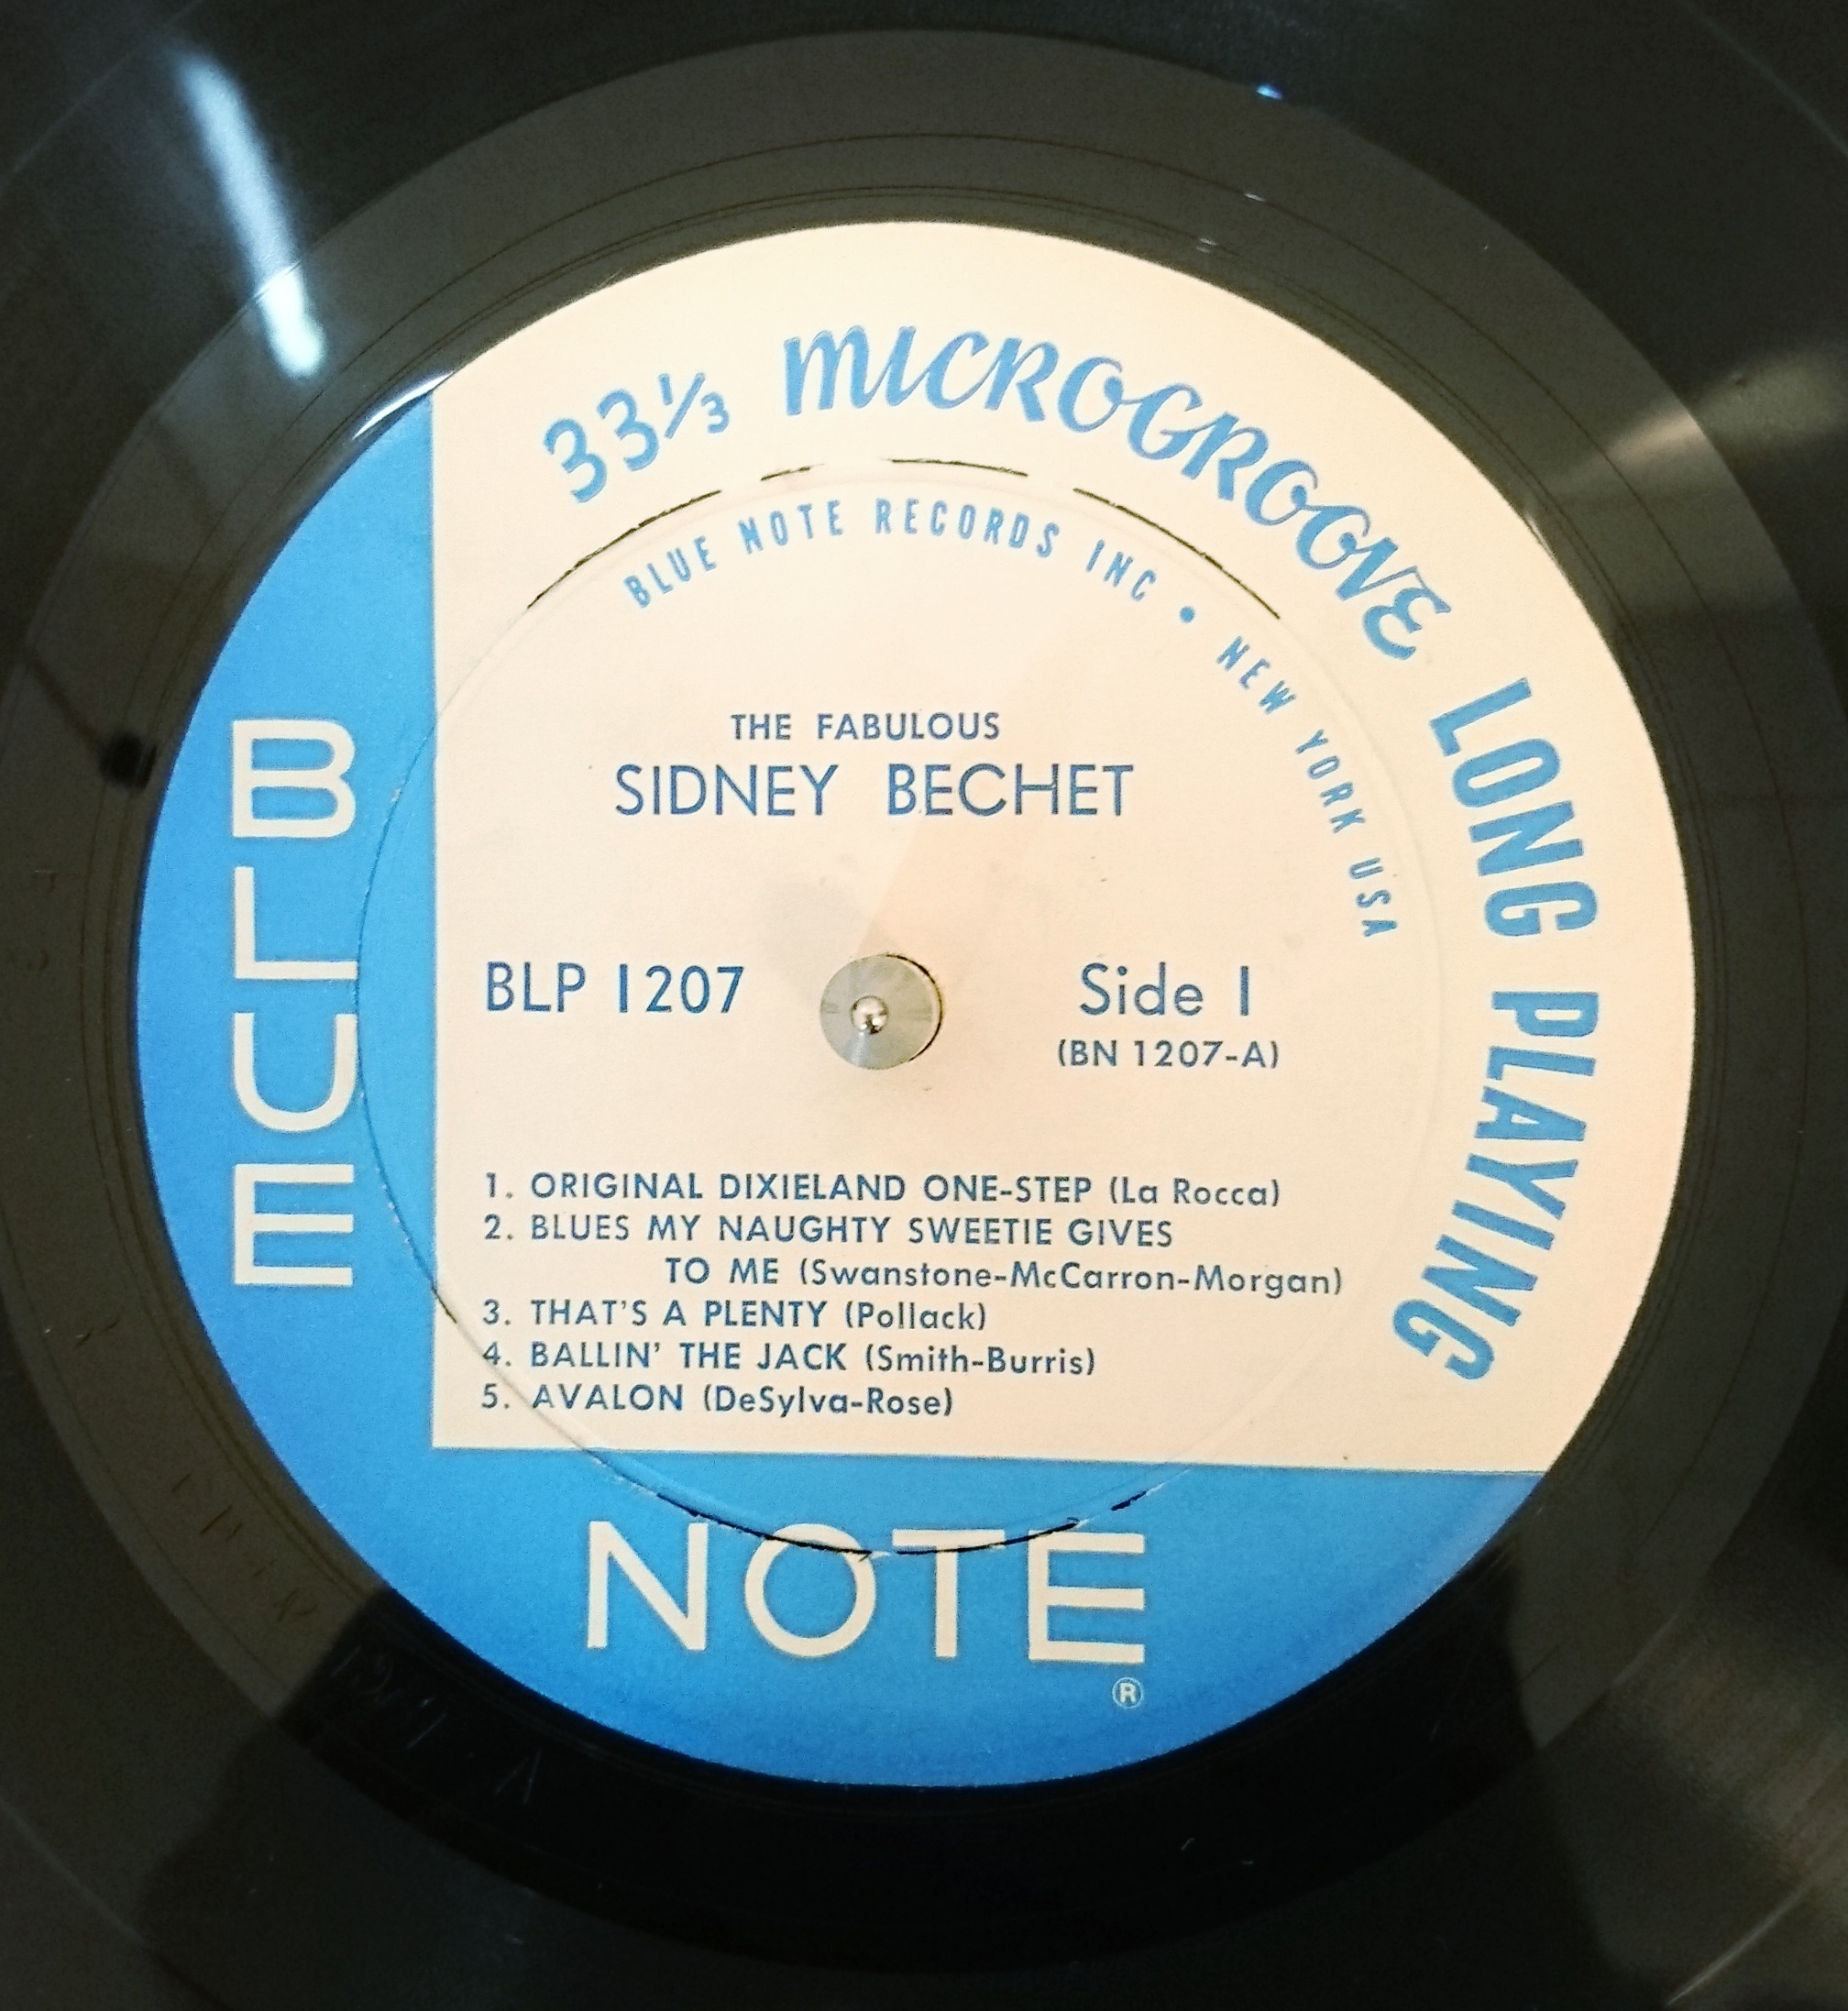 33⅓ MICROGROOVE LONG PLAYING
BLUE NOTE RECORDS INC • NEW YORK USA
THE FABULOUS
SIDNEY BECHET
BLP 1207
Side 1
(BN 1207-A)
1. ORIGINAL DIXIELAND ONE-STEP (La Rocca)
2. BLUES MY NAUGHTY SWEETIE GIVES
TO ME (Swanstone-McCarron-Morgan)
3. THAT'S A PLENTY (Pollack)
4. BALLIN' THE JACK (Smith-Burris)
5. AVALON (DeSylva-Rose)
BLUE
NOTE
®